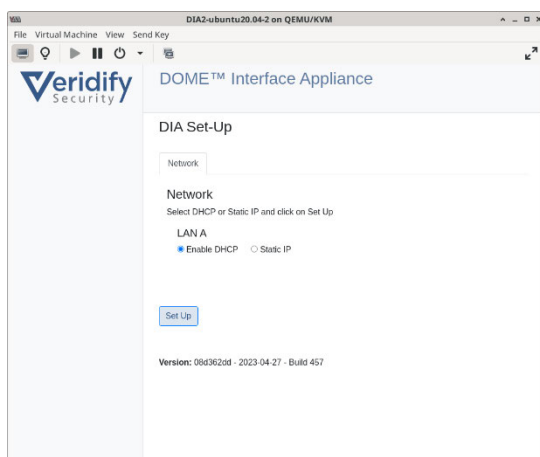 DIA2-ubuntu20.04-2 on QEMU/KVM
File Virtual Machine View Send Key
Veridify
Security
DOME™ Interface Appliance
DIA Set-Up
Network
Network
Select DHCP or Static IP and click on Set Up
LAN A
Enable DHCP Static IP
Set Up
Version: 08d362dd - 2023-04-27 - Build 457